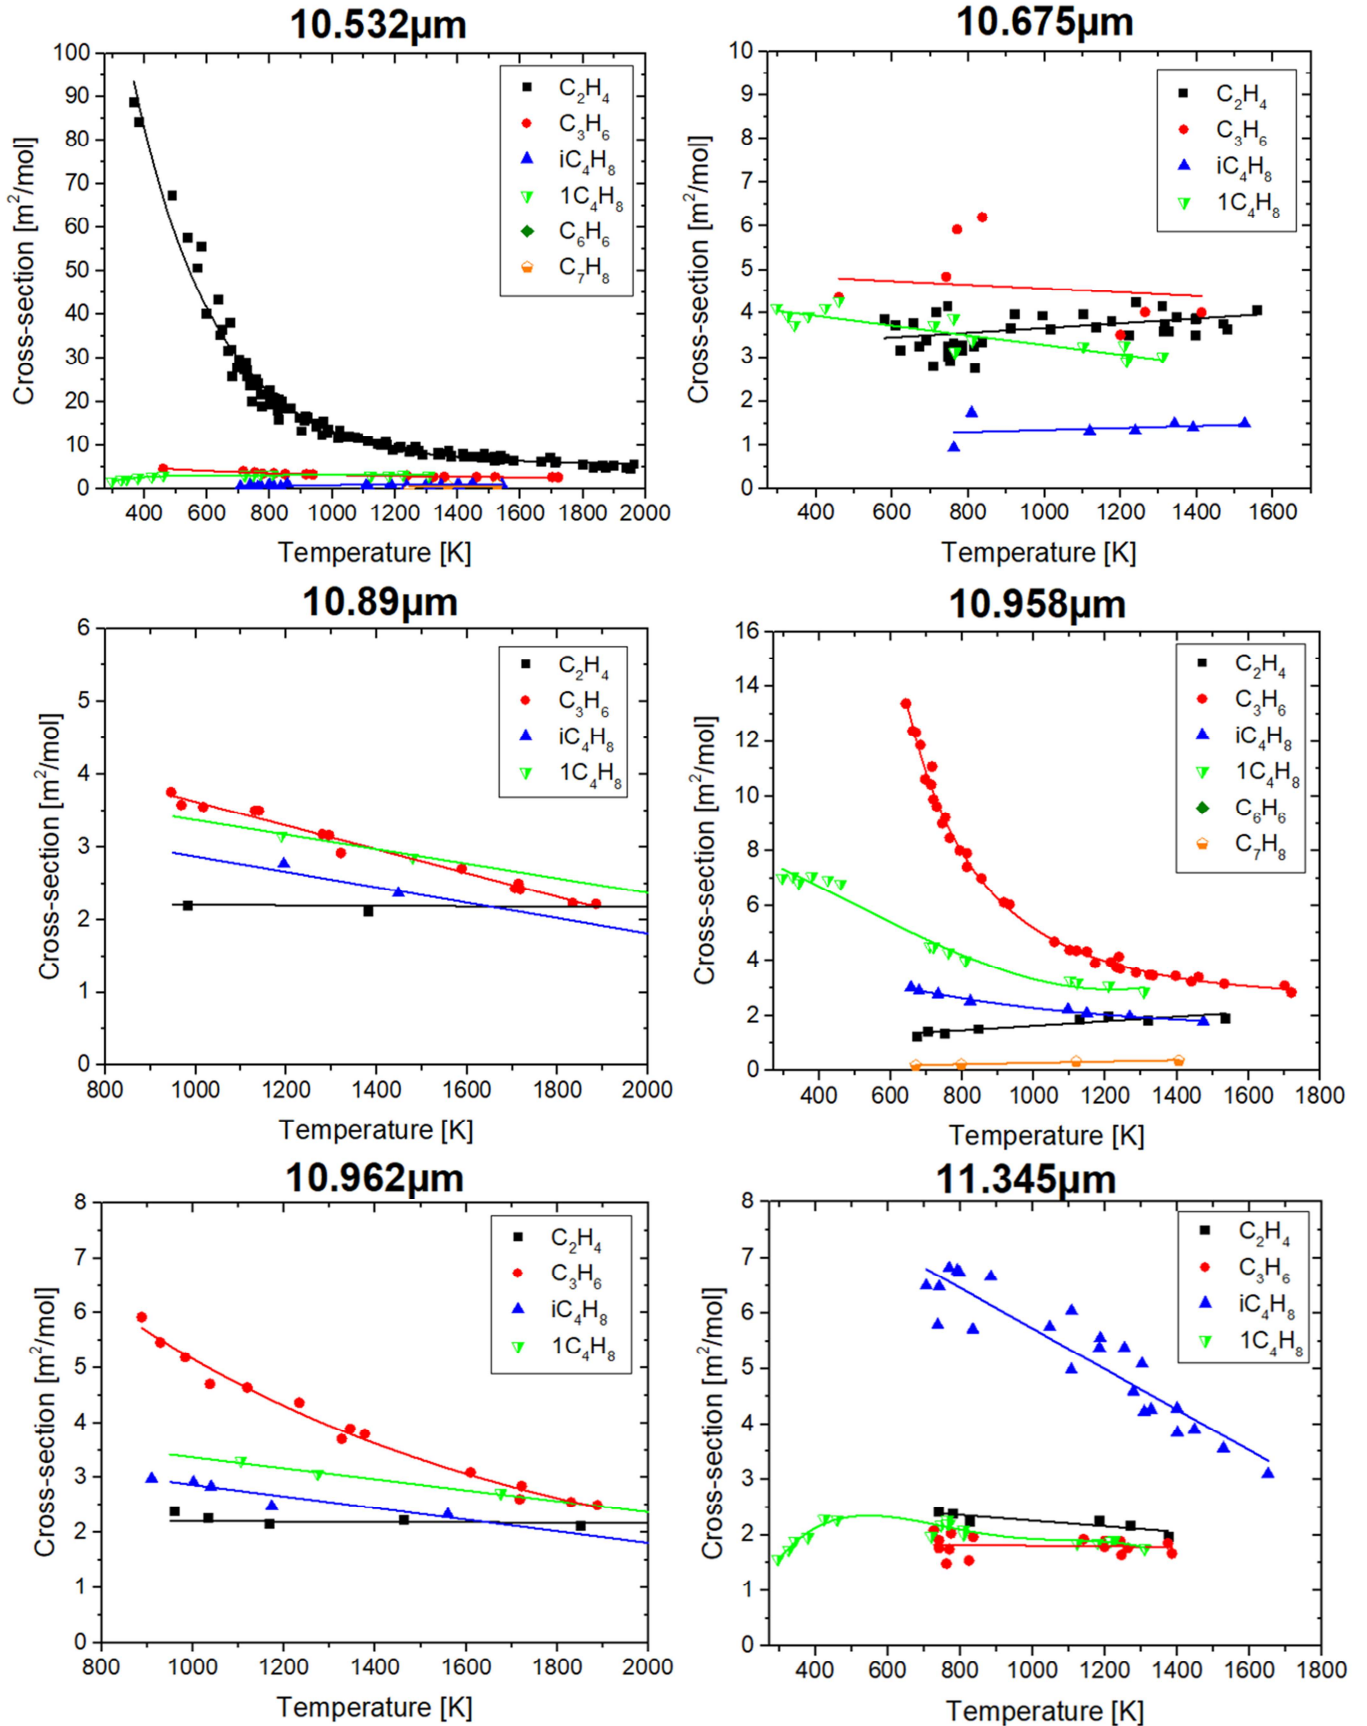 10.532µm
100
90
80
70
60
50
40
30
20
10
0
Cross-section [m²/mol]
C₂H₄
C₃H₆
iC₄H₈
1C₄H₈
C₆H₆
C₇H₈
400 600 800 1000 1200 1400 1600 1800 2000
Temperature [K]
10.675µm
10
9
8
7
6
5
4
3
2
1
0
Cross-section [m²/mol]
C₂H₄
C₃H₆
iC₄H₈
1C₄H₈
400 600 800 1000 1200 1400 1600
Temperature [K]
10.89µm
6
5
4
3
2
1
0
Cross-section [m²/mol]
C₂H₄
C₃H₆
iC₄H₈
1C₄H₈
800 1000 1200 1400 1600 1800 2000
Temperature [K]
10.958µm
16
14
12
10
8
6
4
2
0
Cross-section [m²/mol]
C₂H₄
C₃H₆
iC₄H₈
1C₄H₈
C₆H₆
C₇H₈
400 600 800 1000 1200 1400 1600 1800
Temperature [K]
10.962µm
8
7
6
5
4
3
2
1
0
Cross-section [m²/mol]
C₂H₄
C₃H₆
iC₄H₈
1C₄H₈
800 1000 1200 1400 1600 1800 2000
Temperature [K]
11.345µm
8
7
6
5
4
3
2
1
0
Cross-section [m²/mol]
C₂H₄
C₃H₆
iC₄H₈
1C₄H₈
400 600 800 1000 1200 1400 1600 1800
Temperature [K]